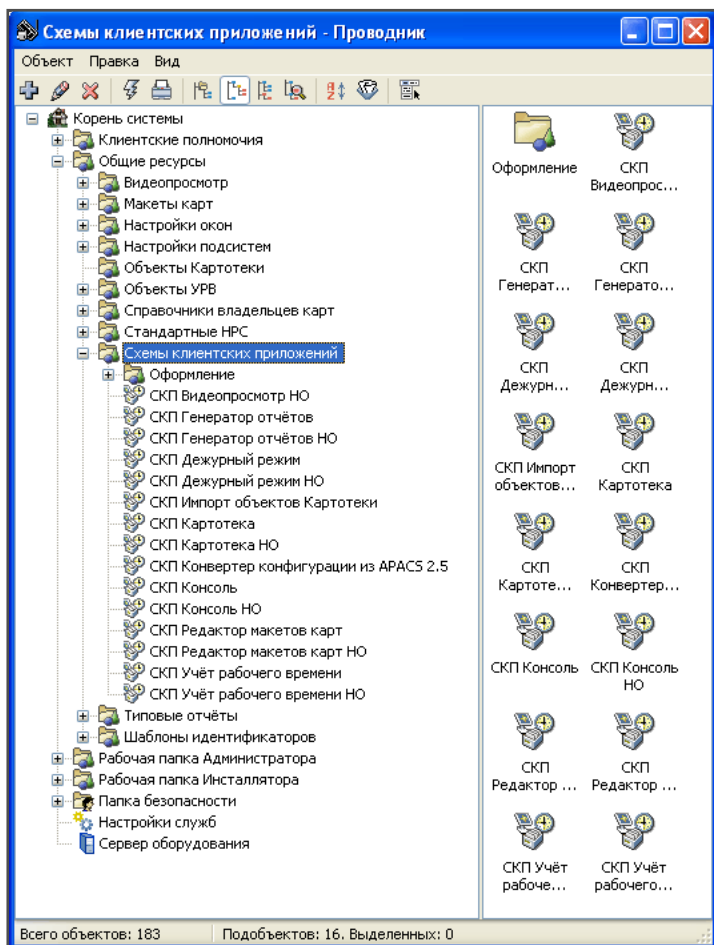 Схемы клиентских приложений - Проводник
Объект Правка Вид
Корень системы
Клиентские полномочия
Общие ресурсы
Видеопросмотр
Макеты карт
Настройки окон
Настройки подсистем
Объекты Картотеки
Объекты УРВ
Справочники владельцев карт
Стандартные НРС
Схемы клиентских приложений
Оформление
СКП Видеопросмотр НО
СКП Генератор отчётов
СКП Генератор отчётов НО
СКП Дежурный режим
СКП Дежурный режим НО
СКП Импорт объектов Картотеки
СКП Картотека
СКП Картотека НО
СКП Конвертер конфигурации из APACS 2.5
СКП Консоль
СКП Консоль НО
СКП Редактор макетов карт
СКП Редактор макетов карт НО
СКП Учёт рабочего времени
СКП Учёт рабочего времени НО
Типовые отчёты
Шаблоны идентификаторов
Рабочая папка Администратора
Рабочая папка Инсталлятора
Папка безопасности
Настройки служб
Сервер оборудования
Оформление
СКП
Видеопрос...
СКП
Генерат...
СКП
Генерато...
СКП
Дежурн...
СКП
Дежурн...
СКП Импорт
объектов...
СКП
Картотека
СКП
Картоте...
СКП
Конвертер...
СКП Консоль
СКП Консоль
НО
СКП
Редактор ...
СКП
Редактор ...
СКП Учёт
рабоче...
СКП Учёт
рабочего...
Всего объектов: 183 Подобъектов: 16. Выделенных: 0